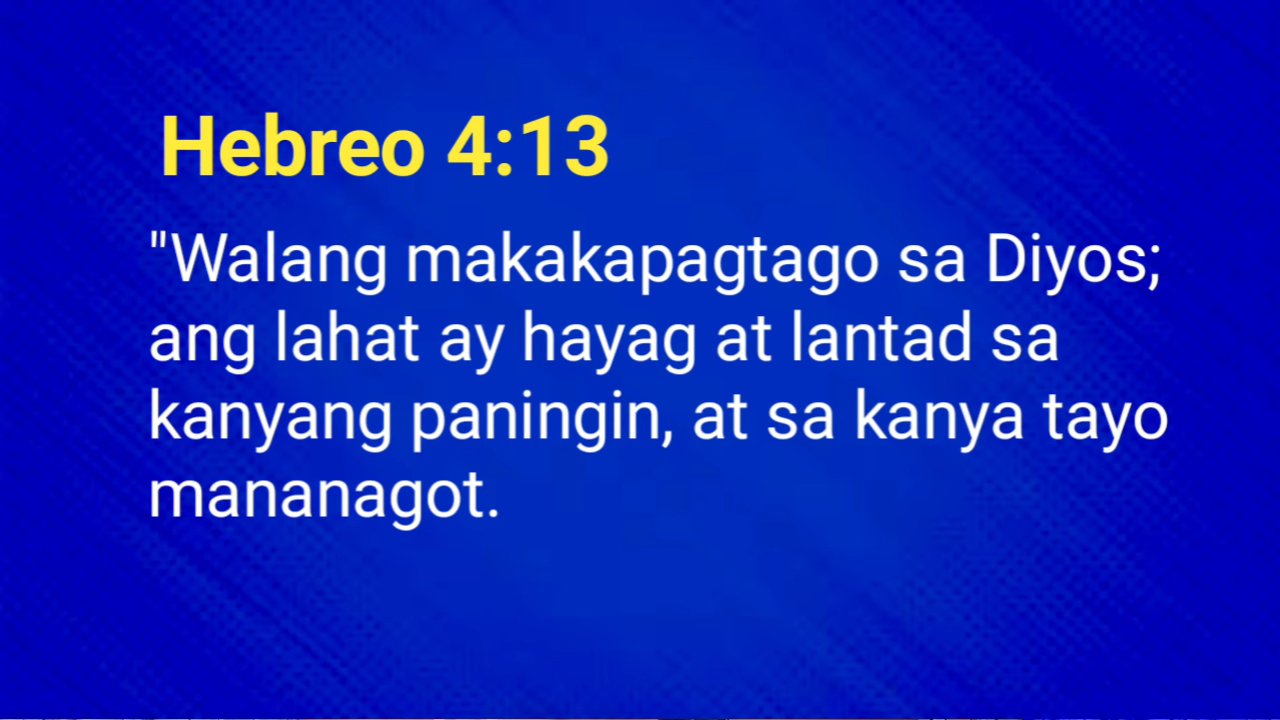 Hebreo 4:13
"Walang makakapagtago sa Diyos;
ang lahat ay hayag at lantad sa
kanyang paningin, at sa kanya tayo
mananagot.